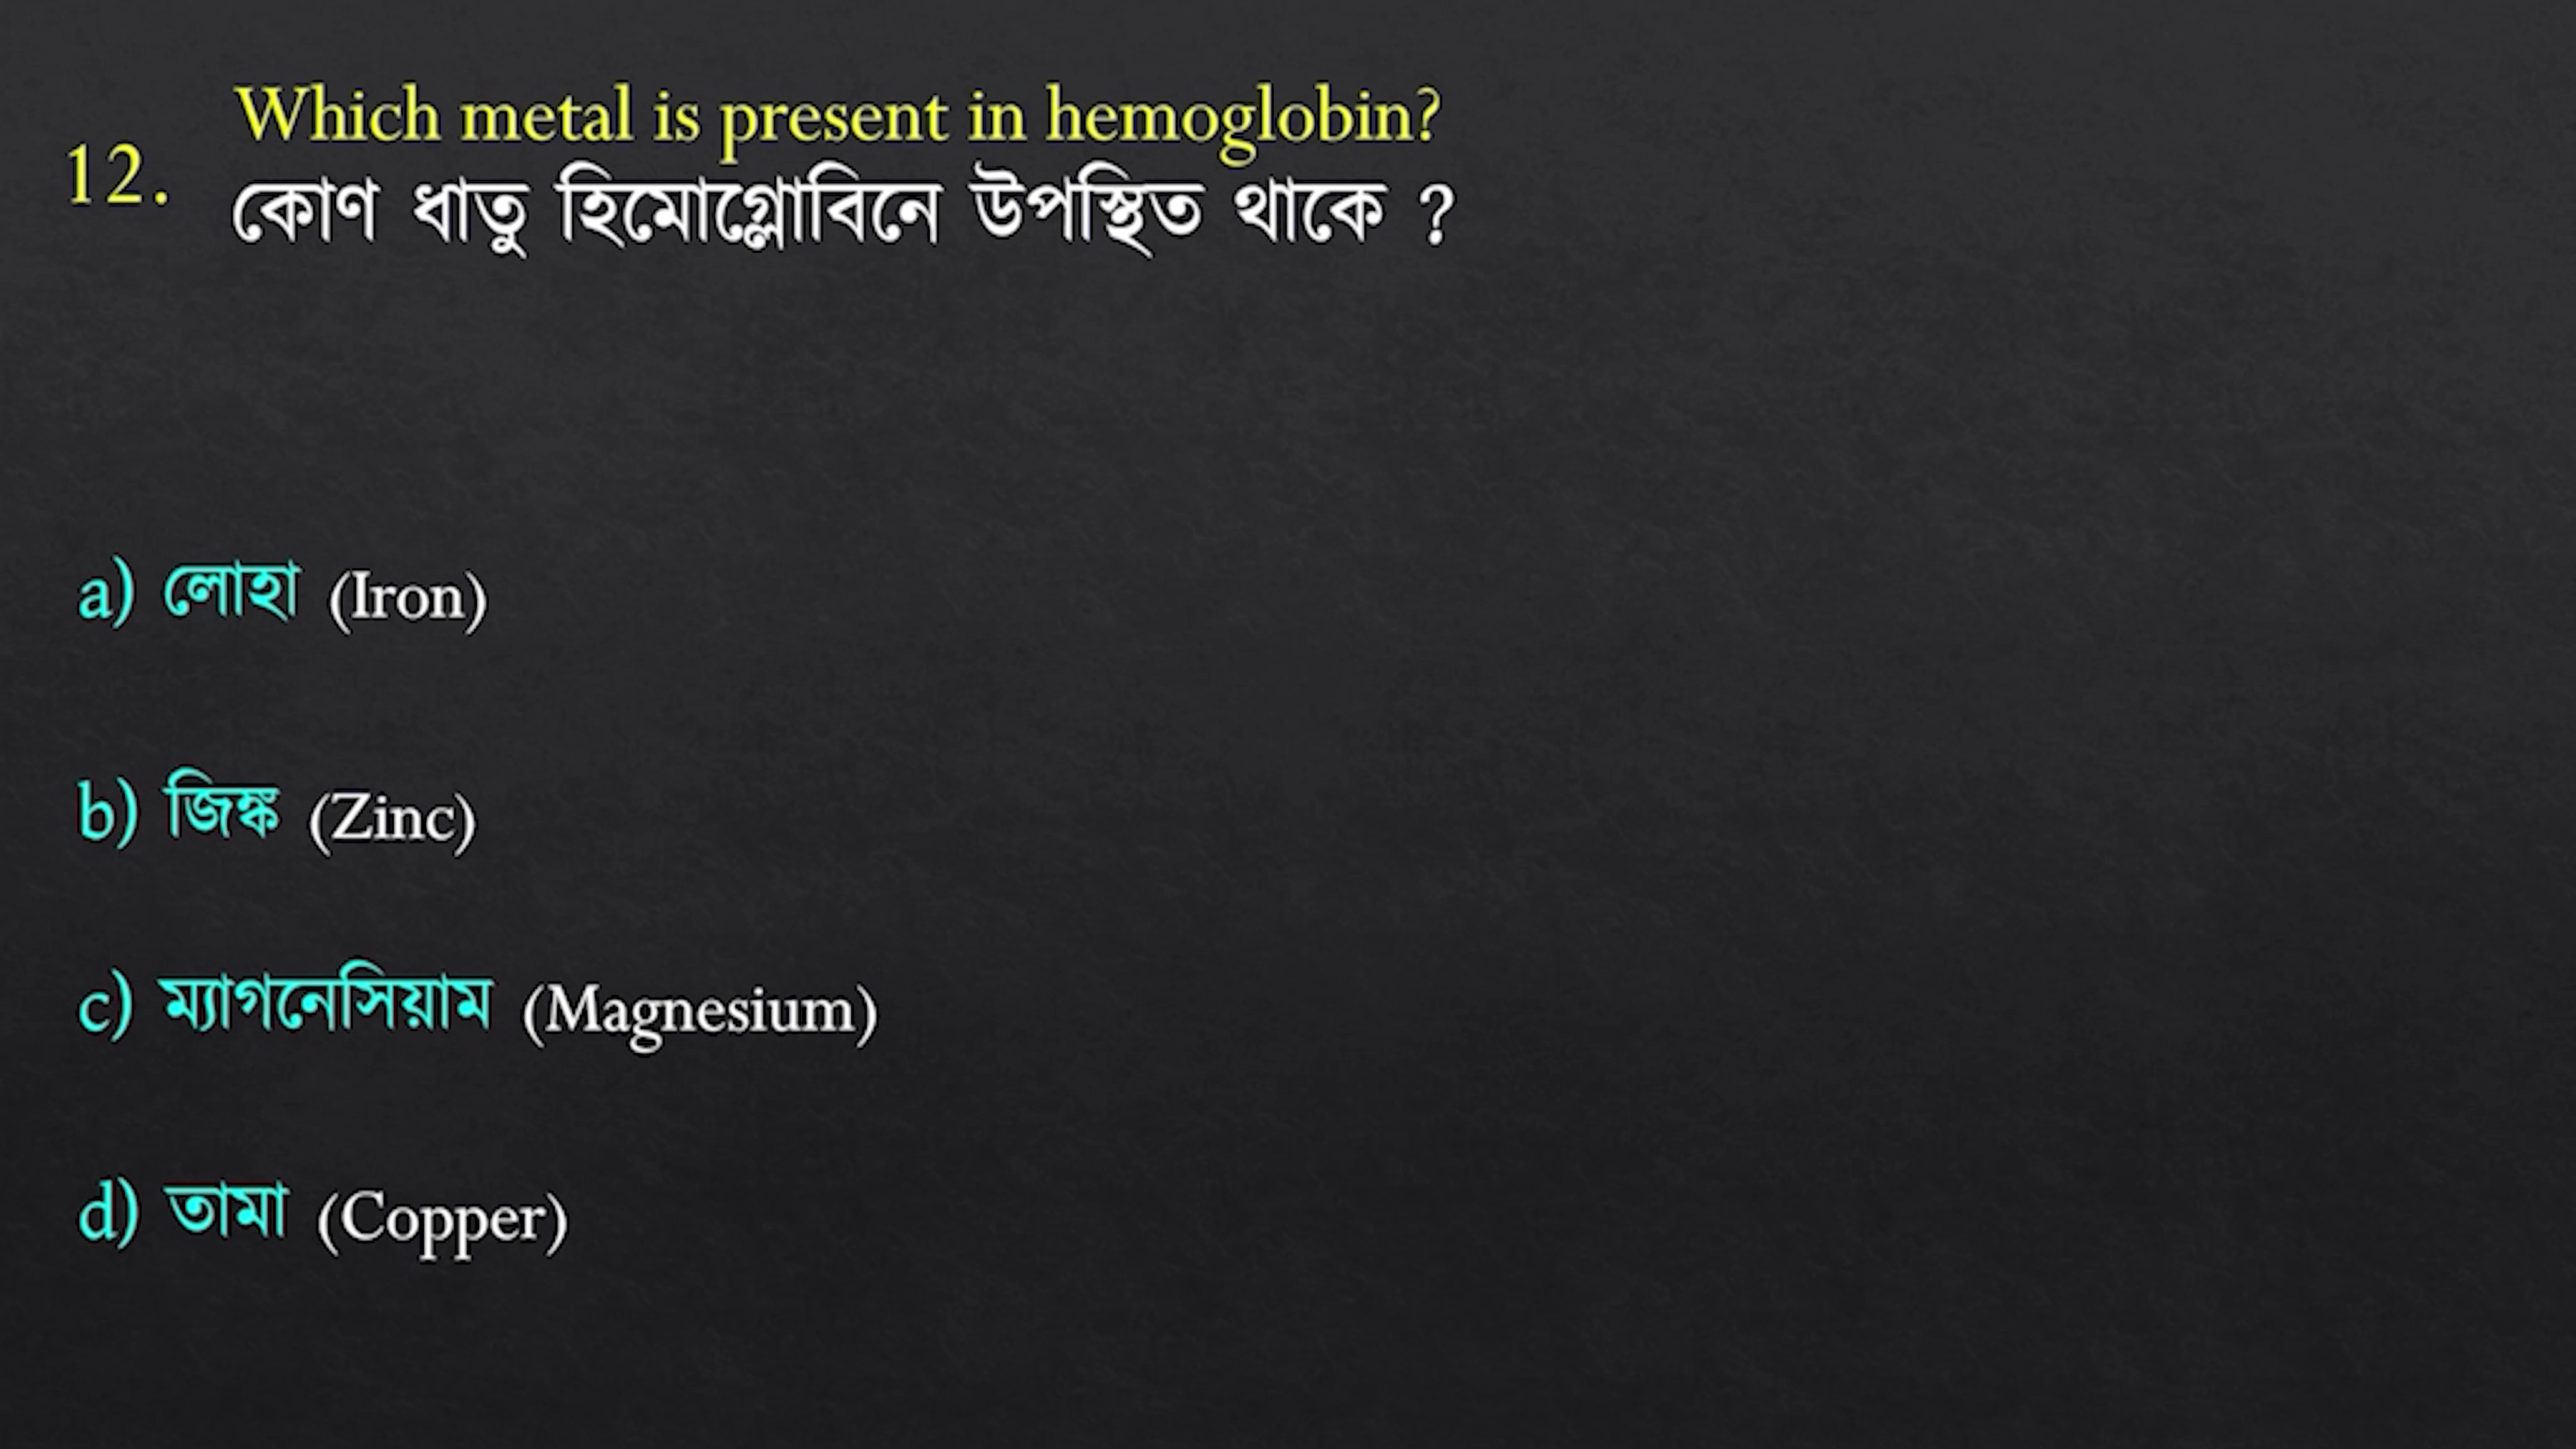 Which metal is present in hemoglobin?
12. কোণ ধাতু হিমোগ্লোবিনে উপস্থিত থাকে ?
a) লোহা (Iron)
b) জিঙ্ক (Zinc)
c) ম্যাগনেসিয়াম (Magnesium)
d) তামা (Copper)